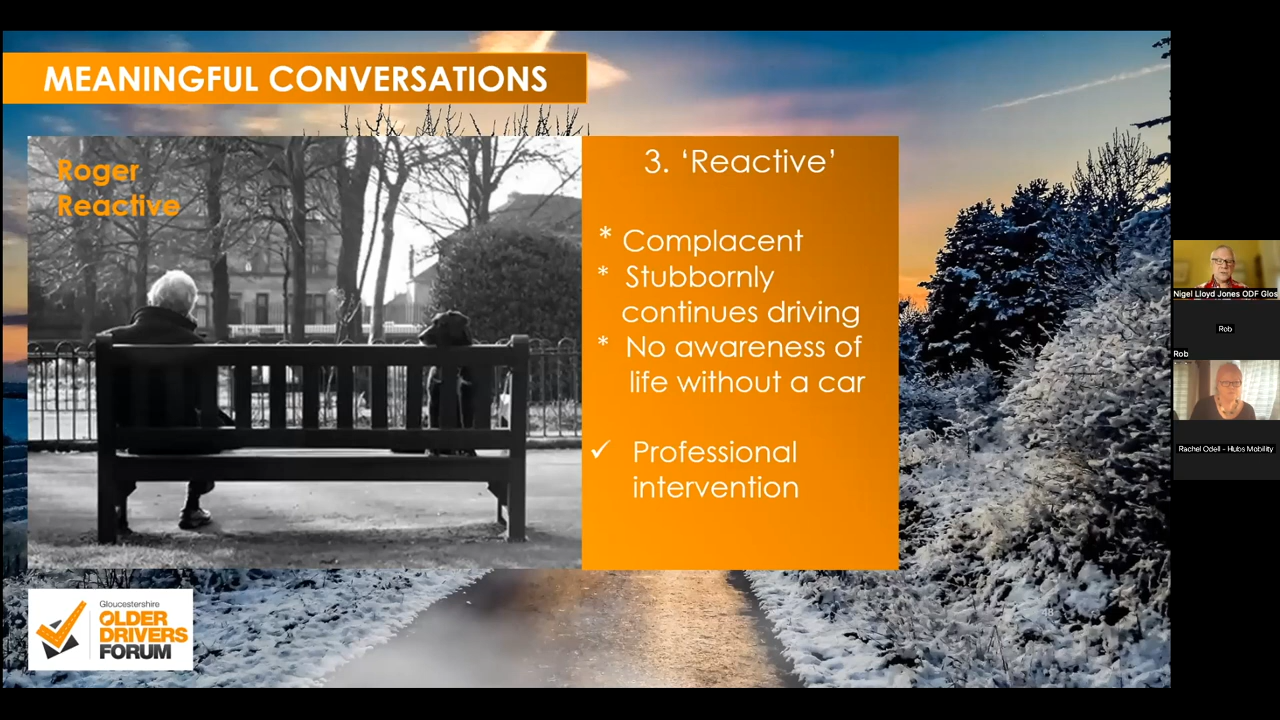 MEANINGFUL CONVERSATIONS
Roger
Reactive
3. ‘Reactive’
* Complacent
* Stubbornly
continues driving
* No awareness of
life without a car
✓ Professional
intervention
Gloucestershire
OLDER
DRIVERS
FORUM
18
Nigel Lloyd Jones ODF Glos
Rob
Rob
Rachel Odell - Hubs Mobility